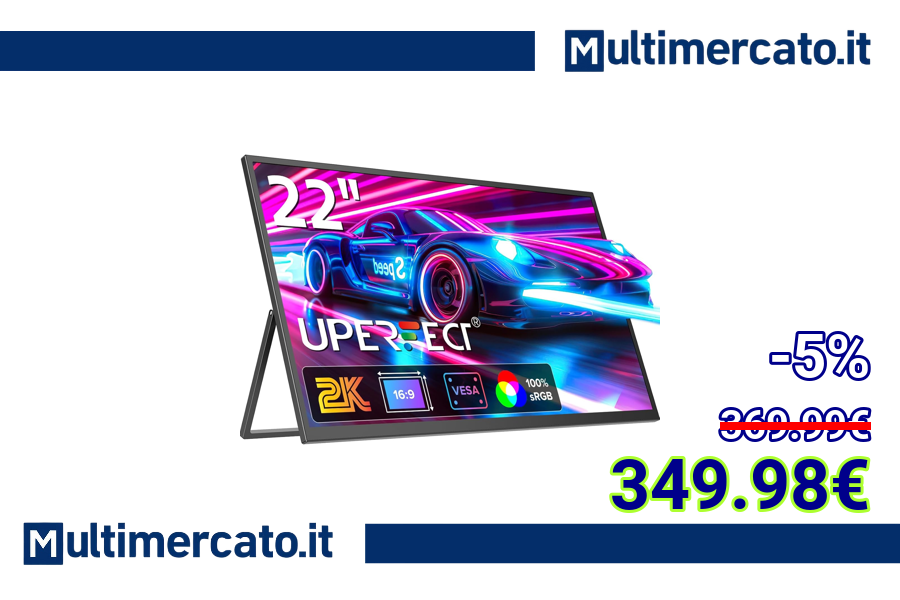 Multimercato.it
22"
Speed
UPERFECT®
2K
16:9
VESA
100%
sRGB
-5%
369.99€
349.98€
Multimercato.it